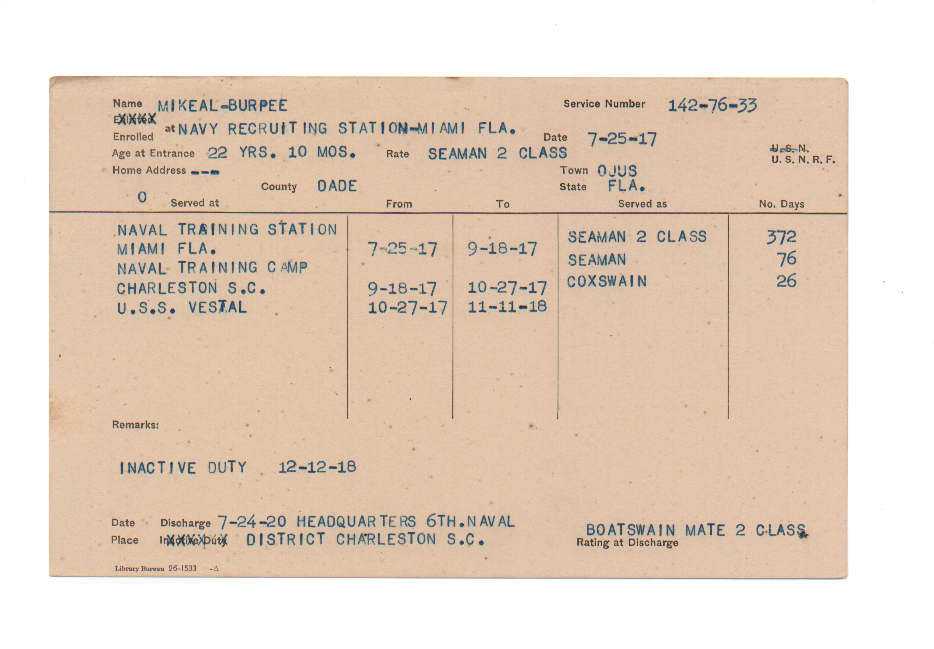 Name MIKEAL-BURPEE Service Number 142-76-33
Enlisted
Enrolled at NAVY RECRUITING STATION-MIAMI FLA. Date 7-25-17
Age at Entrance 22 YRS. 10 MOS. Rate SEAMAN 2 CLASS U.S.N.
U.S.N.R.F.
Home Address --- Town OJUS
0 County DADE State FLA.
Served at From To Served as No. Days
NAVAL TRAINING STATION
MIAMI FLA. 7-25-17 9-18-17 SEAMAN 2 CLASS 372
NAVAL TRAINING CAMP SEAMAN 76
CHARLESTON S.C. 9-18-17 10-27-17 COXSWAIN 26
U.S.S. VESTAL 10-27-17 11-11-18
Remarks:
INACTIVE DUTY 12-12-18
Date Discharge 7-24-20 HEADQUARTERS 6TH.NAVAL
Place Inactive Duty DISTRICT CHARLESTON S.C. BOATSWAIN MATE 2 CLASS
Rating at Discharge
Library Bureau 26-1533